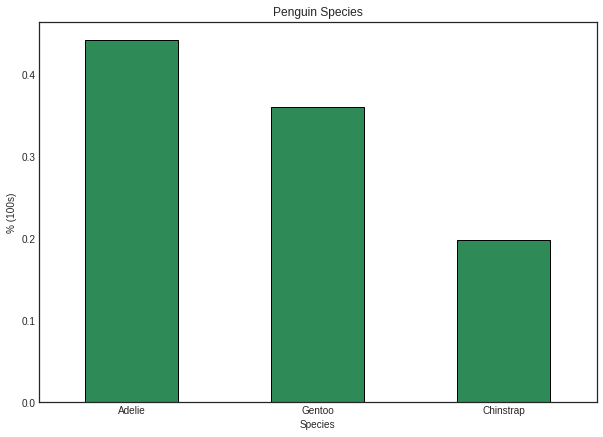 Penguin Species
% (100s)
0.4
0.3
0.2
0.1
0.0
Adelie Gentoo Chinstrap
Species